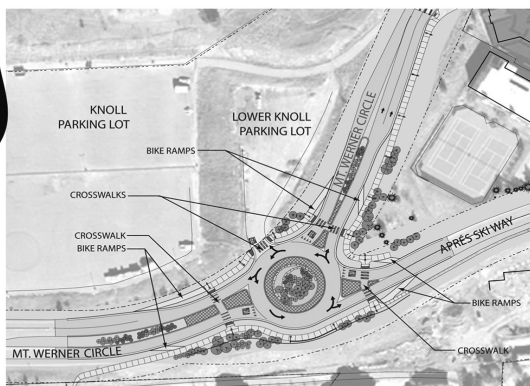 KNOLL
PARKING LOT
LOWER KNOLL
PARKING LOT
BIKE RAMPS
MT. WERNER CIRCLE
CROSSWALKS
CROSSWALK
BIKE RAMPS
APRÉS SKI WAY
BIKE RAMPS
MT. WERNER CIRCLE
CROSSWALK